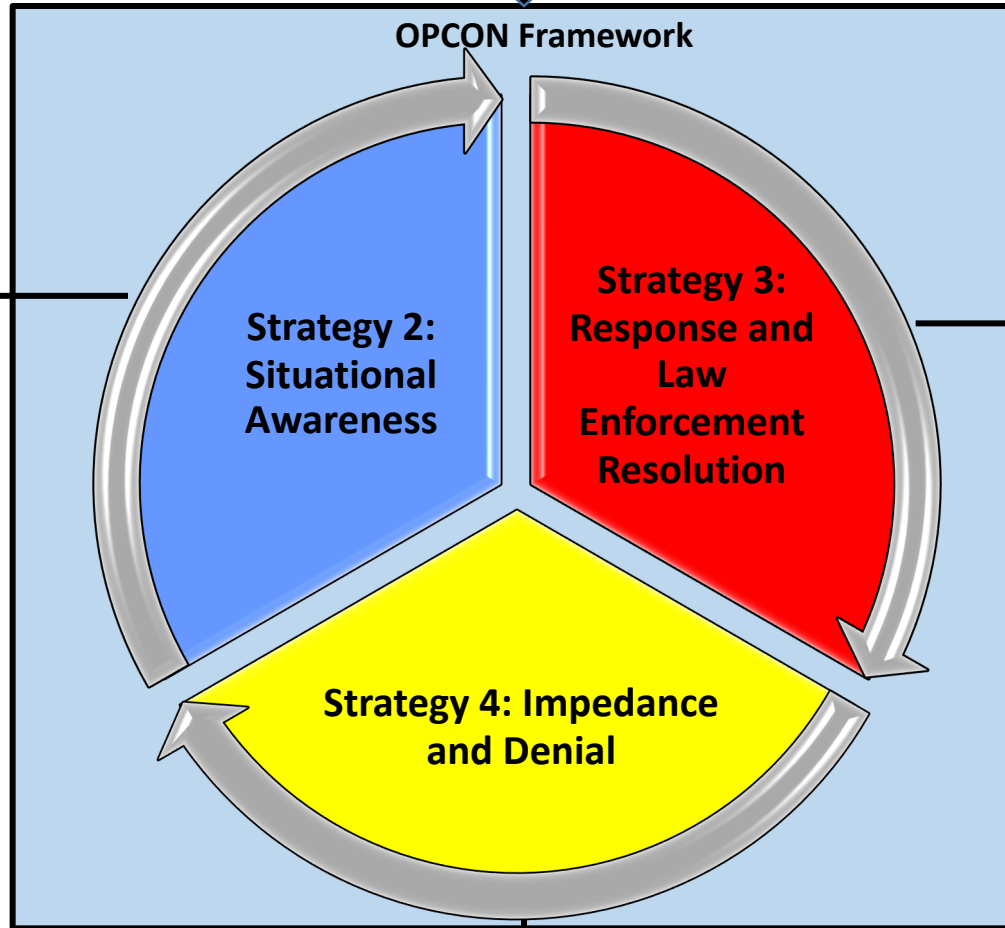 OPCON Framework
Strategy 2:
Situational
Awareness
Strategy 3:
Response and
Law
Enforcement
Resolution
Strategy 4: Impedance
and Denial